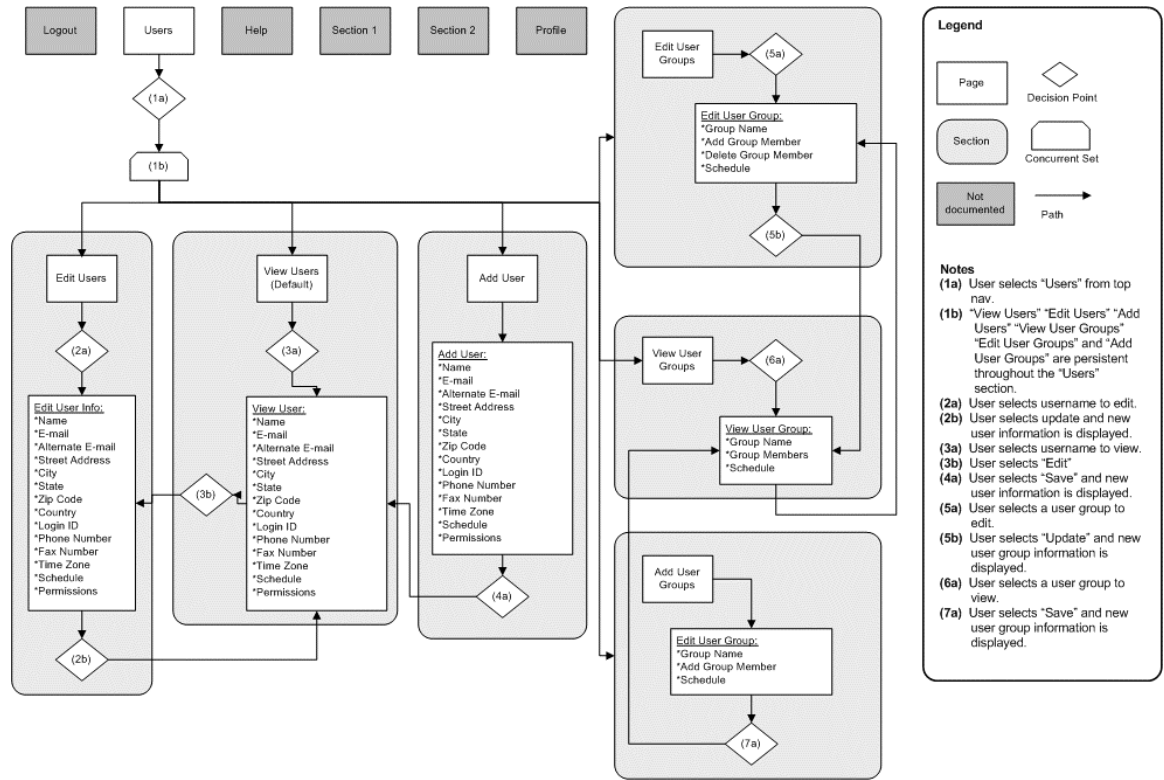 Logout
Users
Help
Section 1
Section 2
Profile
(1a)
(1b)
Edit Users
(2a)
Edit User Info:
*Name
*E-mail
*Alternate E-mail
*Street Address
*City
*State
*Zip Code
*Country
*Login ID
*Phone Number
*Fax Number
*Time Zone
*Schedule
*Permissions
(2b)
View Users
(Default)
(3a)
View User:
*Name
*E-mail
*Alternate E-mail
*Street Address
*City
*State
*Zip Code
*Country
*Login ID
*Phone Number
*Fax Number
*Time Zone
*Schedule
*Permissions
(3b)
Add User
Add User:
*Name
*E-mail
*Alternate E-mail
*Street Address
*City
*State
*Zip Code
*Country
*Login ID
*Phone Number
*Fax Number
*Time Zone
*Schedule
*Permissions
(4a)
Edit User
Groups
(5a)
Edit User Group:
*Group Name
*Add Group Member
*Delete Group Member
*Schedule
(5b)
View User
Groups
(6a)
View User Group:
*Group Name
*Group Members
*Schedule
Add User
Groups
Edit User Group:
*Group Name
*Add Group Member
*Schedule
(7a)
Legend
Page
Decision Point
Section
Concurrent Set
Not
documented
Path
Notes
(1a) User selects “Users” from top
nav.
(1b) “View Users” “Edit Users” “Add
Users” “View User Groups”
“Edit User Groups” and “Add
User Groups” are persistent
throughout the “Users”
section.
(2a) User selects username to edit.
(2b) User selects update and new
user information is displayed.
(3a) User selects username to view.
(3b) User selects “Edit”
(4a) User selects “Save” and new
user information is displayed.
(5a) User selects a user group to
edit.
(5b) User selects “Update” and new
user group information is
displayed.
(6a) User selects a user group to
view.
(7a) User selects “Save” and new
user group information is
displayed.